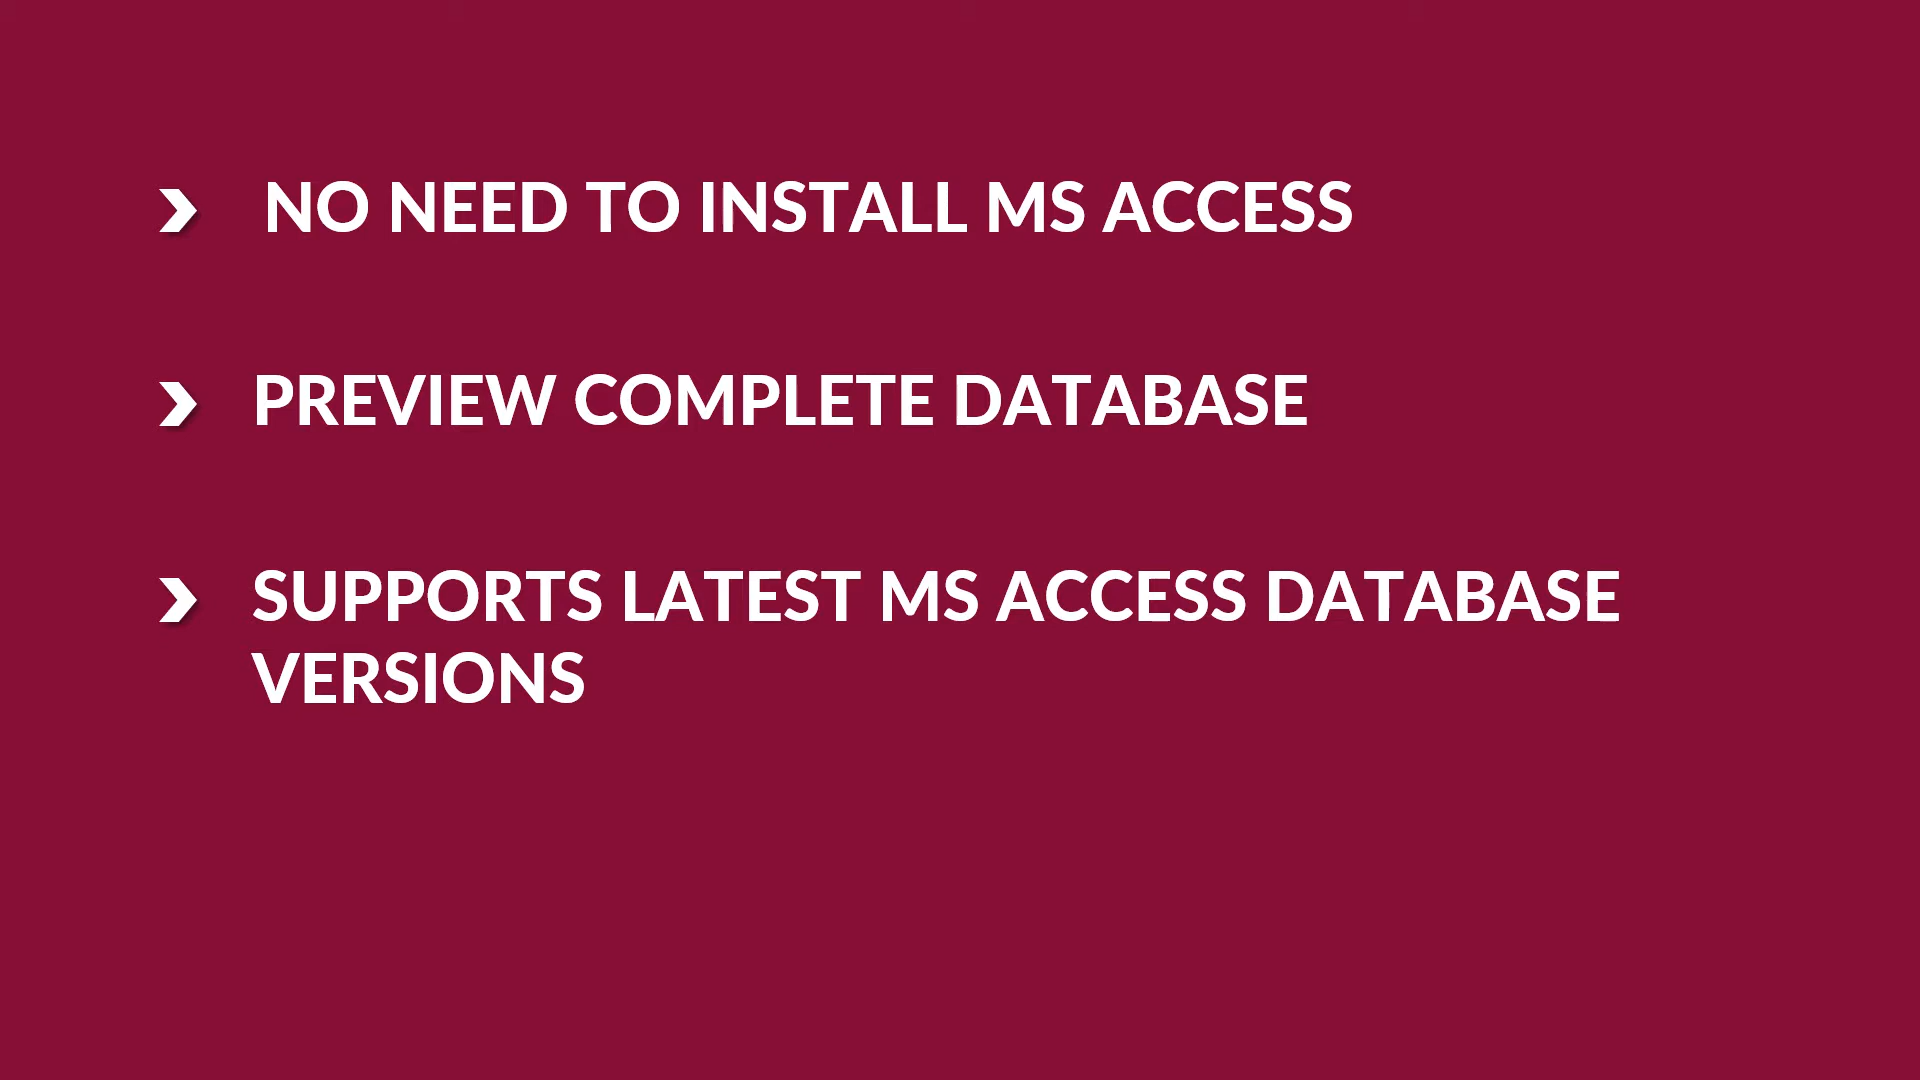 NO NEED TO INSTALL MS ACCESS
PREVIEW COMPLETE DATABASE
SUPPORTS LATEST MS ACCESS DATABASE
VERSIONS